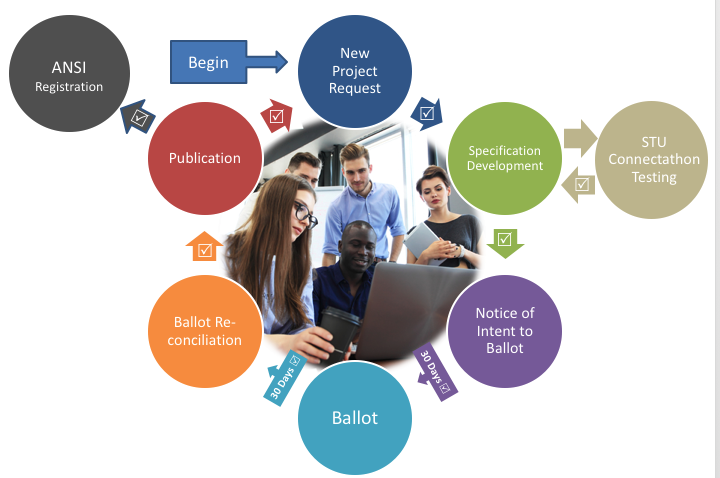 ANSI
Registration
Begin
New
Project
Request
Publication
Specification
Development
STU
Connectathon
Testing
Ballot Re-
conciliation
Notice of
Intent to
Ballot
30 Days ☑
30 Days ☑
Ballot